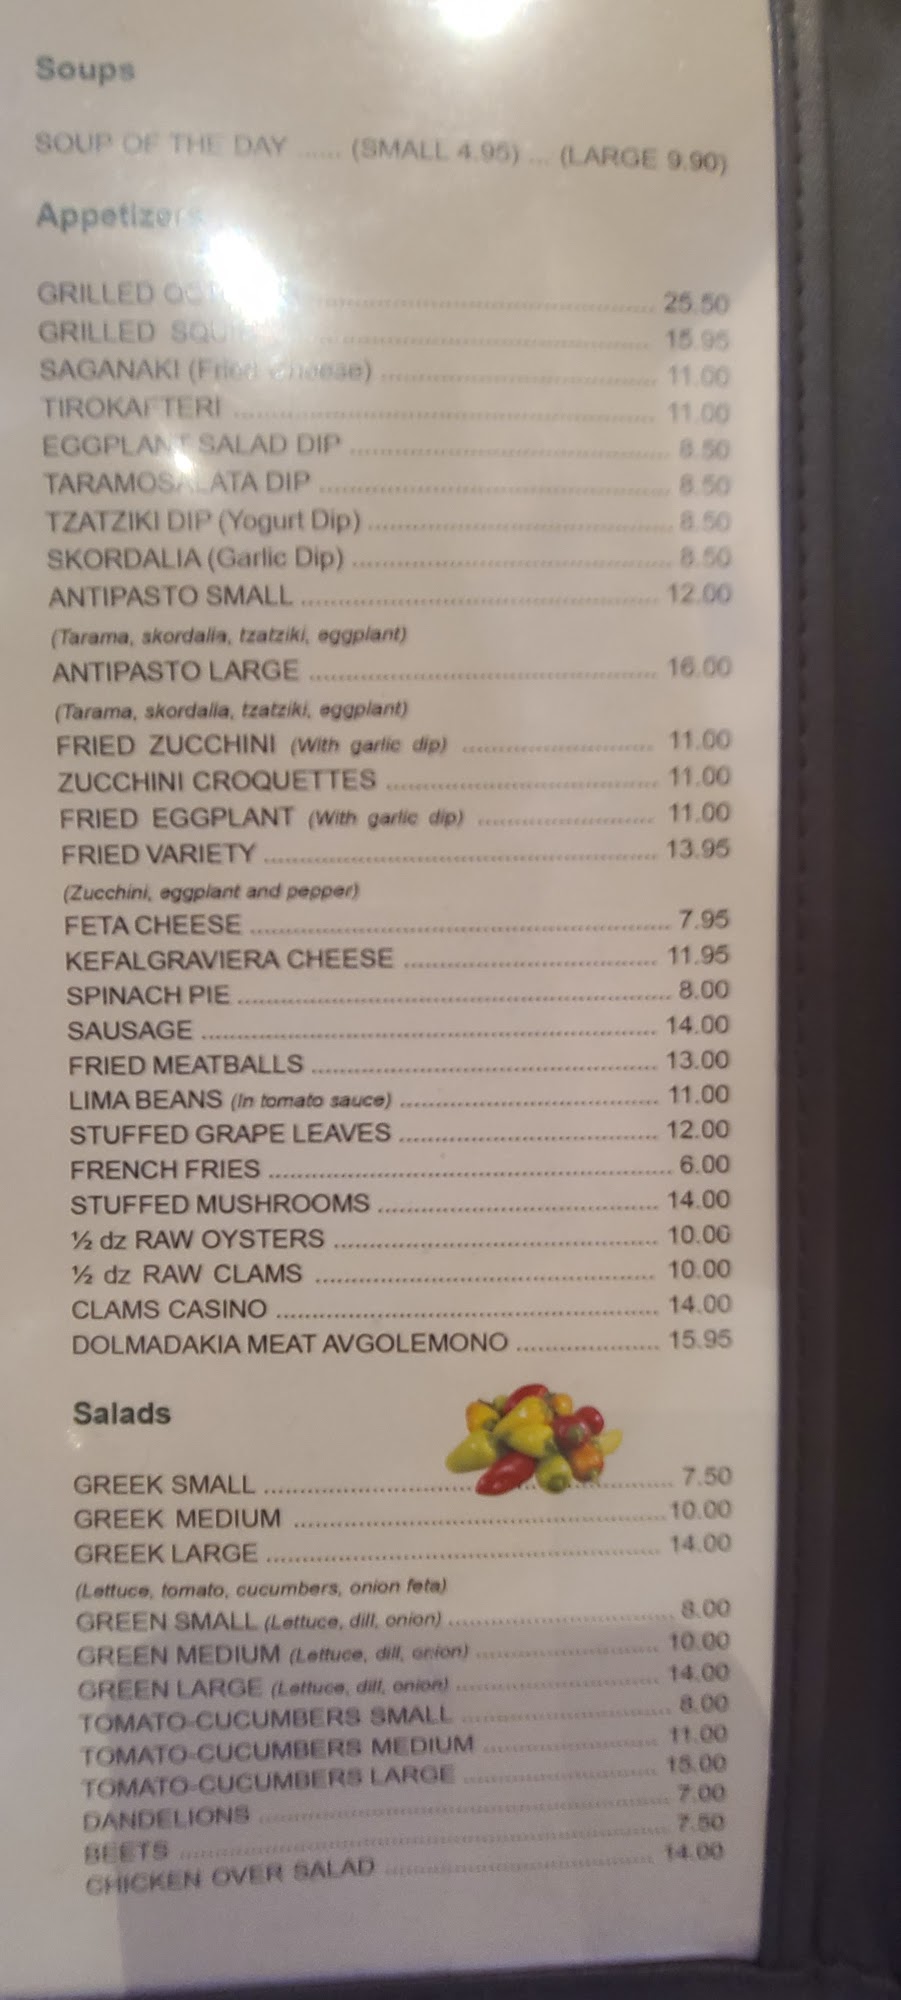 Soups
SOUP OF THE DAY ...... (SMALL 4.95) ... (LARGE 9.90)
Appetizers
GRILLED 25.50
GRILLED 15.95
SAGANAKI (Fried Cheese) 11.00
TIROKAFTERI 11.00
EGGPLANT SALAD DIP 8.50
TARAMOSALATA DIP 8.50
TZATZIKI DIP (Yogurt Dip) 8.50
SKORDALIA (Garlic Dip) 8.50
ANTIPASTO SMALL 12.00
(Tarama, skordalia, tzatziki, eggplant)
ANTIPASTO LARGE 16.00
(Tarama, skordalia, tzatziki, eggplant)
FRIED ZUCCHINI (With garlic dip) 11.00
ZUCCHINI CROQUETTES 11.00
FRIED EGGPLANT (With garlic dip) 11.00
FRIED VARIETY 13.95
(Zucchini, eggplant and pepper)
FETA CHEESE 7.95
KEFALGRAVIERA CHEESE 11.95
SPINACH PIE 8.00
SAUSAGE 14.00
FRIED MEATBALLS 13.00
LIMA BEANS (In tomato sauce) 11.00
STUFFED GRAPE LEAVES 12.00
FRENCH FRIES 6.00
STUFFED MUSHROOMS 14.00
½ dz RAW OYSTERS 10.00
½ dz RAW CLAMS 10.00
CLAMS CASINO 14.00
DOLMADAKIA MEAT AVGOLEMONO 15.95
Salads
GREEK SMALL 7.50
GREEK MEDIUM 10.00
GREEK LARGE 14.00
(Lettuce, tomato, cucumbers, onion feta)
GREEN SMALL (Lettuce, dill, onion) 8.00
GREEN MEDIUM (Lettuce, dill, onion) 10.00
GREEN LARGE (Lettuce, dill, onion) 14.00
TOMATO-CUCUMBERS SMALL 8.00
TOMATO-CUCUMBERS MEDIUM 11.00
TOMATO-CUCUMBERS LARGE 15.00
DANDELIONS 7.00
BEETS 7.50
CHICKEN OVER SALAD 14.00